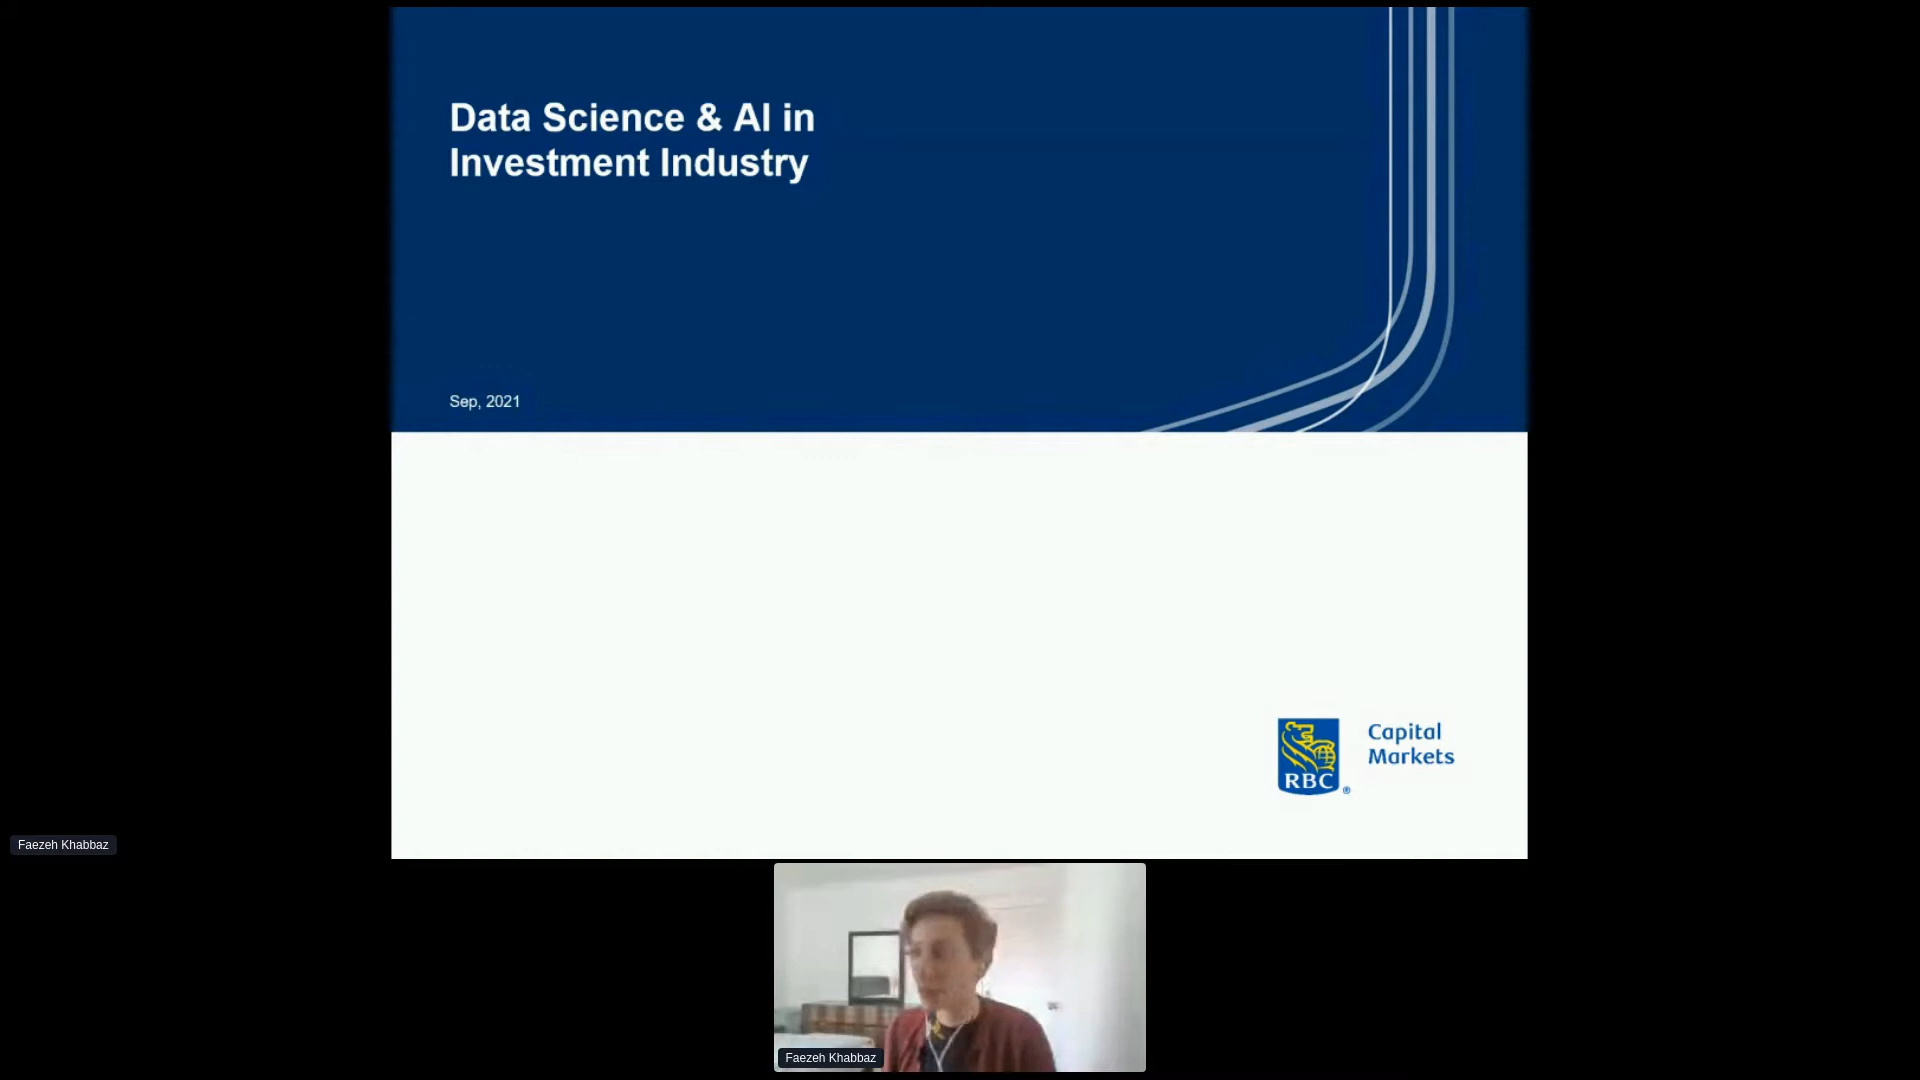 Data Science & AI in
Investment Industry
Sep, 2021
Capital
Markets
RBC
®
Faezeh Khabbaz
Faezeh Khabbaz